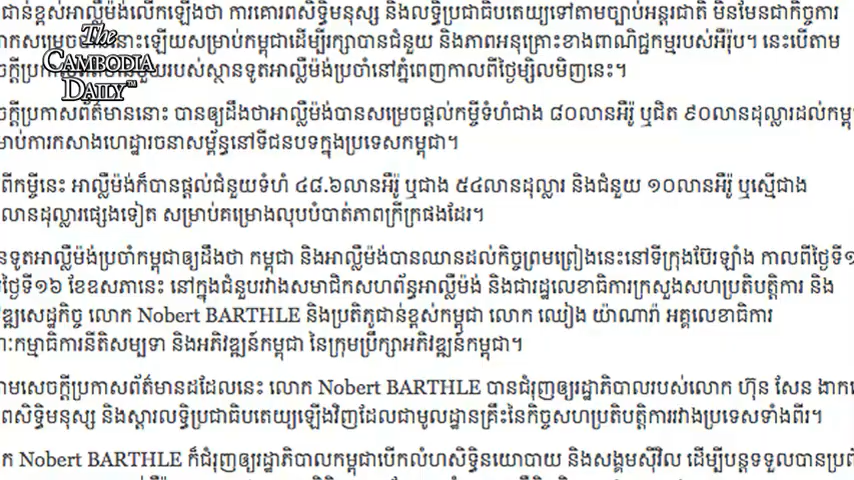 ជាន់ខ្ពស់អាល្លឺម៉ង់លើកឡើងថា ការគោរពសិទ្ធិមនុស្ស និងលទ្ធិប្រជាធិបតេយ្យទៅតាមច្បាប់អន្តរជាតិ មិនមែនជាកិច្ចការ
នោះឡើយសម្រាប់កម្ពុជាដើម្បីរក្សាបានជំនួយ និងភាពអនុគ្រោះខាងពាណិជ្ជកម្មរបស់អឺរ៉ុប។ នេះបើតាម
របស់ស្ថានទូតអាល្លឺម៉ង់ប្រចាំនៅភ្នំពេញកាលពីថ្ងៃម្សិលមិញនេះ។
The
CAMBODIA
DAILY™
ចក្ដីប្រកាសព័ត៌មាននោះ បានឲ្យដឹងថាអាល្លឺម៉ង់បានសម្រេចផ្ដល់កម្ចីទំហំជាង ៨០លានអឺរ៉ូ ឬជិត ៩០លានដុល្លារដល់កម្ពុ
រាប់ការកសាងហេដ្ឋារចនាសម្ព័ន្ធនៅទីជនបទក្នុងប្រទេសកម្ពុជា។
ពីកម្ចីនេះ អាល្លឺម៉ង់ក៏បានផ្ដល់ជំនួយទំហំ ៤៨.៦លានអឺរ៉ូ ឬជាង ៥៤លានដុល្លារ និងជំនួយ ១០លានអឺរ៉ូ ឬស្មើជាង
លានដុល្លារផ្សេងទៀត សម្រាប់គម្រោងលុបបំបាត់ភាពក្រីក្រផងដែរ។
នទូតអាល្លឺម៉ង់ប្រចាំកម្ពុជាឲ្យដឹងថា កម្ពុជា និងអាល្លឺម៉ង់បានឈានដល់កិច្ចព្រមព្រៀងនេះនៅទីក្រុងប៊ែរឡាំង កាលពីថ្ងៃទី១
ថ្ងៃទី១៦ ខែឧសភានេះ នៅក្នុងជំនួបរវាងសមាជិកសហព័ន្ធអាល្លឺម៉ង់ និងជារដ្ឋលេខាធិការក្រសួងសហប្រតិបត្តិការ និង
វឌ្ឍសេដ្ឋកិច្ច លោក Nobert BARTHLE និងប្រតិភូជាន់ខ្ពស់កម្ពុជា លោក ឈៀង យ៉ាណារ៉ា អគ្គលេខាធិការ
ៈកម្មាធិការនីតិសម្បទា និងអភិវឌ្ឍន៍កម្ពុជា នៃក្រុមប្រឹក្សាអភិវឌ្ឍន៍កម្ពុជា។
ាមសេចក្ដីប្រកាសព័ត៌មានដដែលនេះ លោក Nobert BARTHLE បានជំរុញឲ្យរដ្ឋាភិបាលរបស់លោក ហ៊ុន សែន ងាក
ពសិទ្ធិមនុស្ស និងស្ដារលទ្ធិប្រជាធិបតេយ្យឡើងវិញដែលជាមូលដ្ឋានគ្រឹះនៃកិច្ចសហប្រតិបត្តិការរវាងប្រទេសទាំងពីរ។
ក Nobert BARTHLE ក៏ជំរុញឲ្យរដ្ឋាភិបាលកម្ពុជាបើកលំហសិទ្ធិនយោបាយ និងសង្គមស៊ីវិល ដើម្បីបន្តទទួលបានប្រព័